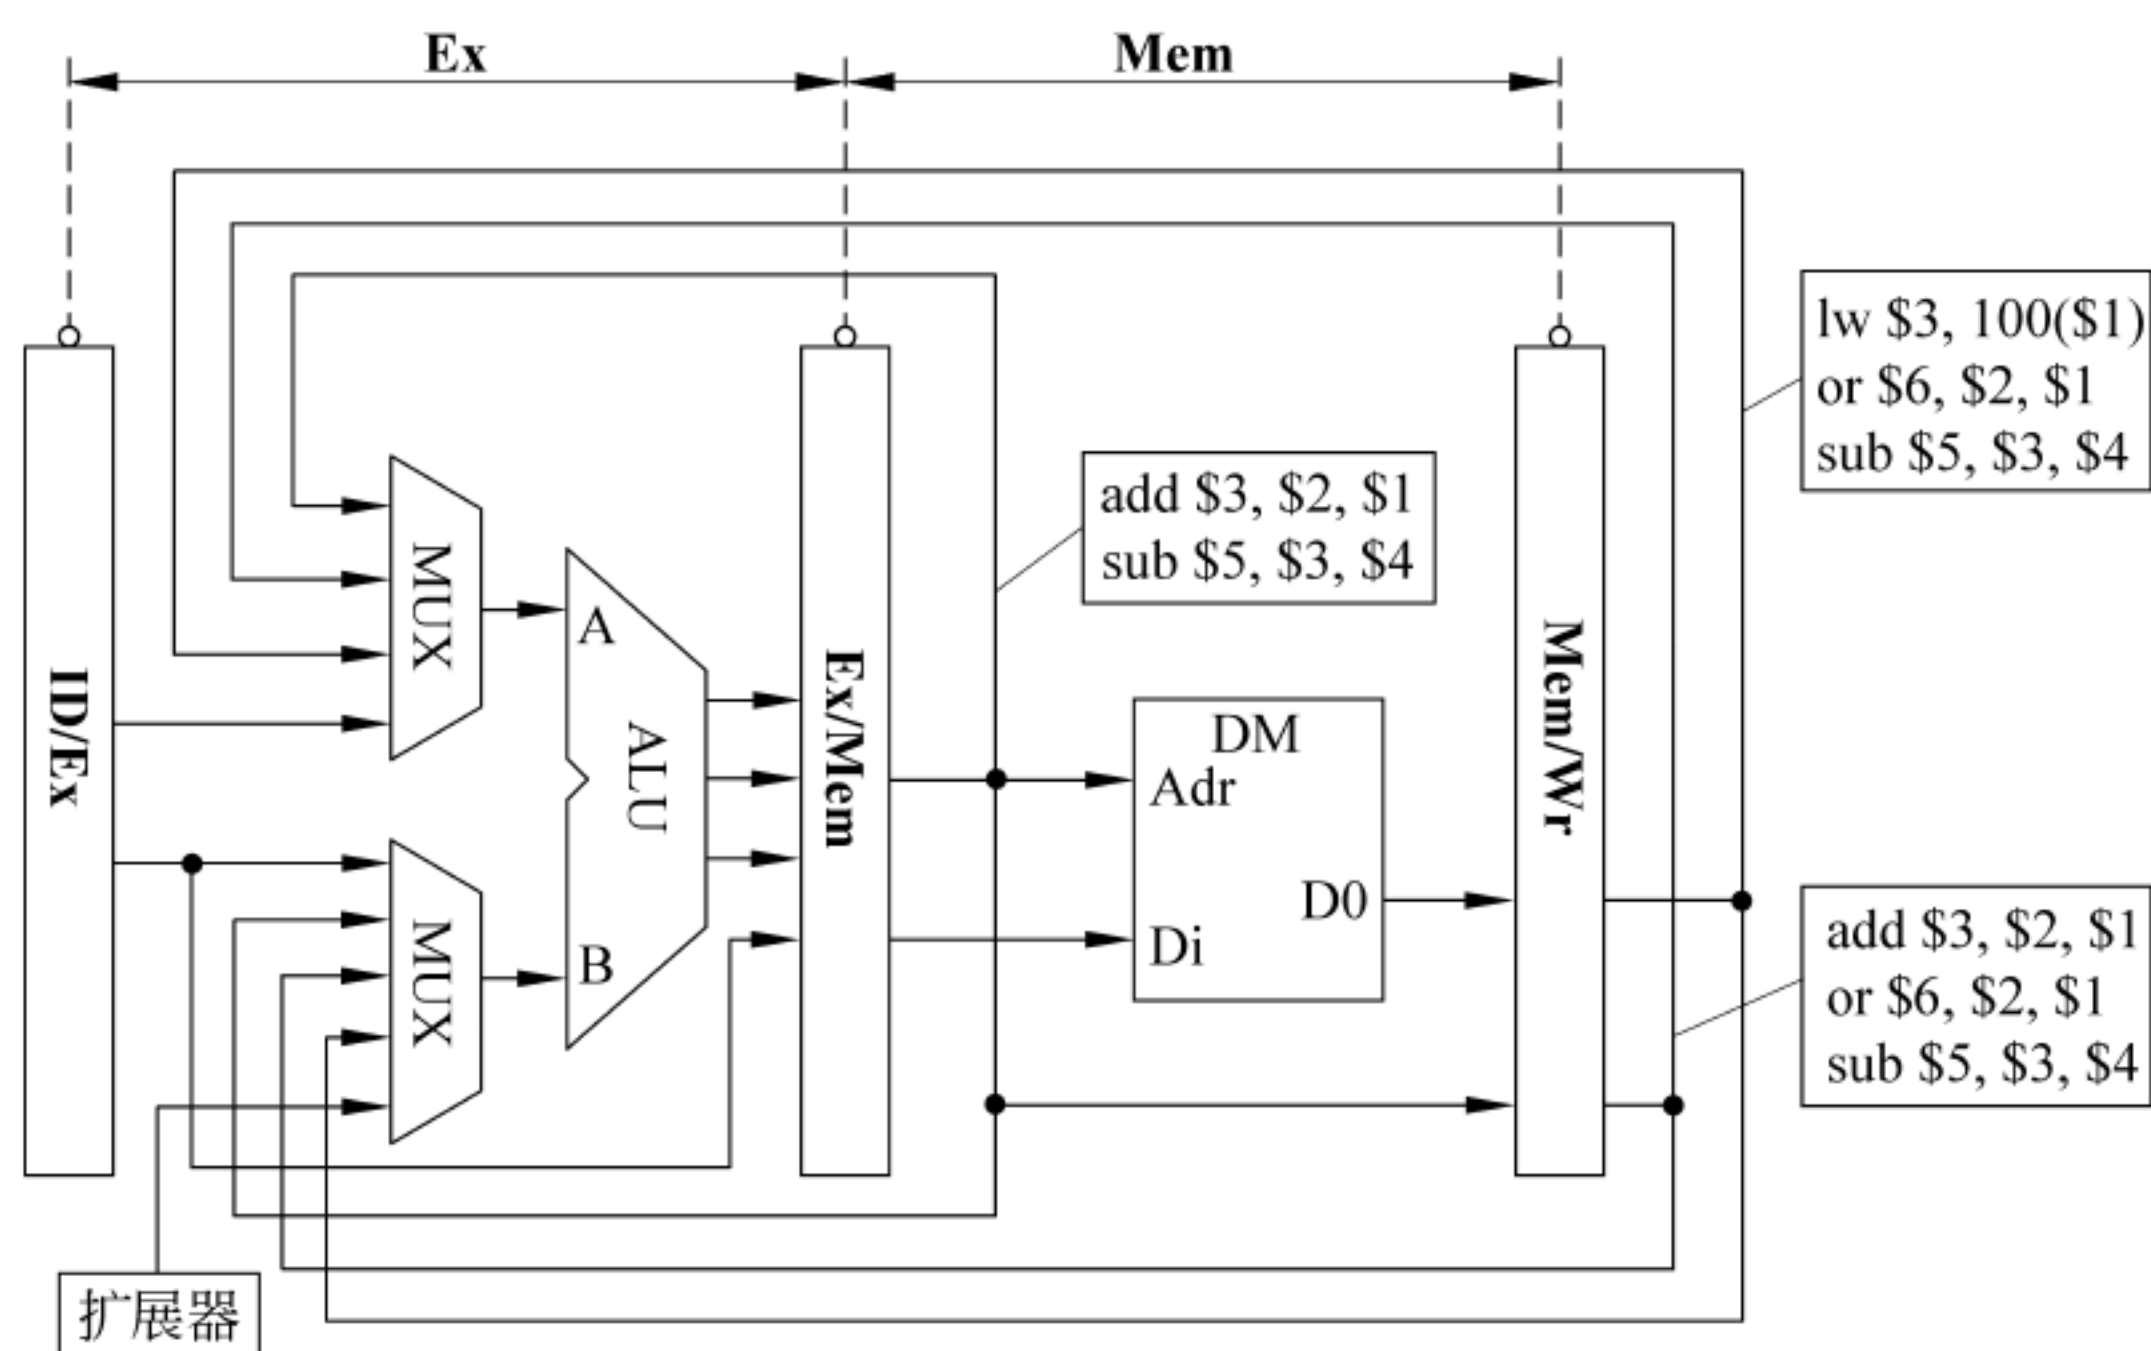 Ex
Mem
lw $3, 100($1)
or $6, $2, $1
sub $5, $3, $4
add $3, $2, $1
sub $5, $3, $4
MUX
A
ID/Ex
ALU
Ex/Mem
DM
Adr
D0
Di
Mem/Wr
MUX
B
add $3, $2, $1
or $6, $2, $1
sub $5, $3, $4
扩展器